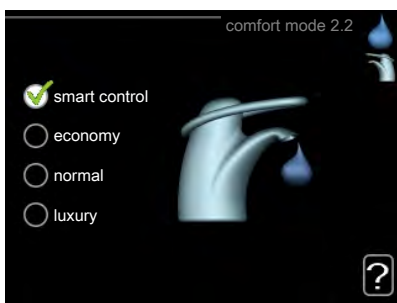 comfort mode 2.2
smart control
economy
normal
luxury
?